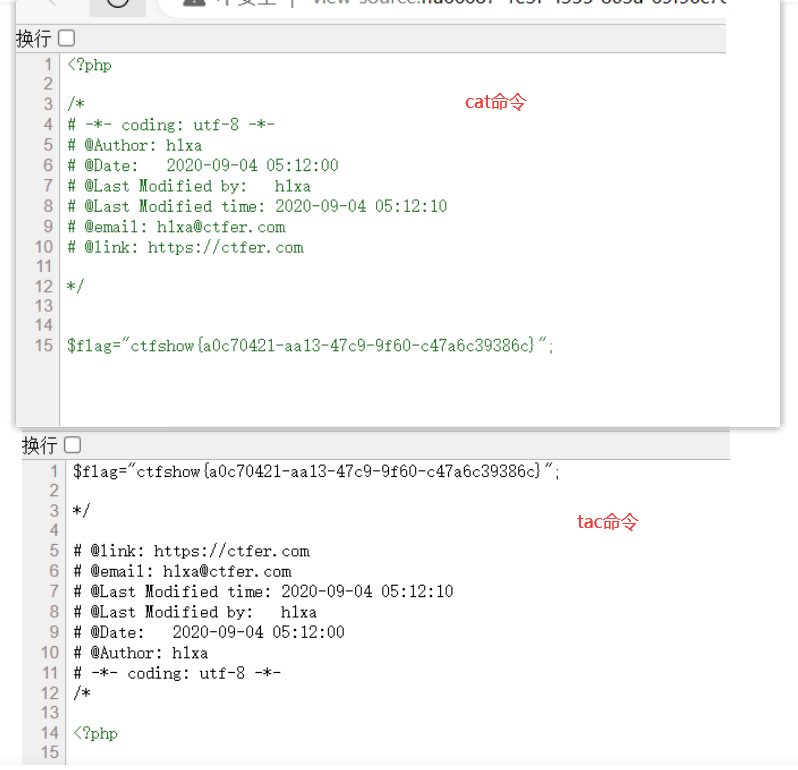 view-source:
换行
1 <?php
2
3 /*
cat命令
4 # -*- coding: utf-8 -*-
5 # @Author: h1xa
6 # @Date:   2020-09-04 05:12:00
7 # @Last Modified by:   h1xa
8 # @Last Modified time: 2020-09-04 05:12:10
9 # @email: h1xa@ctfer.com
10 # @link: https://ctfer.com
11
12 */
13
14
15 $flag="ctfshow{a0c70421-aa13-47c9-9f60-c47a6c39386c}";
换行
1 $flag="ctfshow{a0c70421-aa13-47c9-9f60-c47a6c39386c}";
2
3 */
tac命令
4
5 # @link: https://ctfer.com
6 # @email: h1xa@ctfer.com
7 # @Last Modified time: 2020-09-04 05:12:10
8 # @Last Modified by:   h1xa
9 # @Date:   2020-09-04 05:12:00
10 # @Author: h1xa
11 # -*- coding: utf-8 -*-
12 /*
13
14 <?php
15